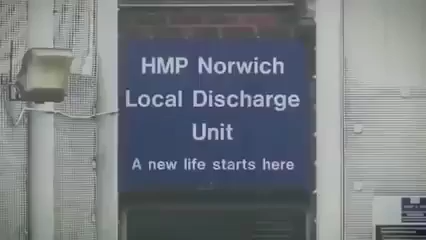 HMP Norwich
Local Discharge
Unit
A new life starts here